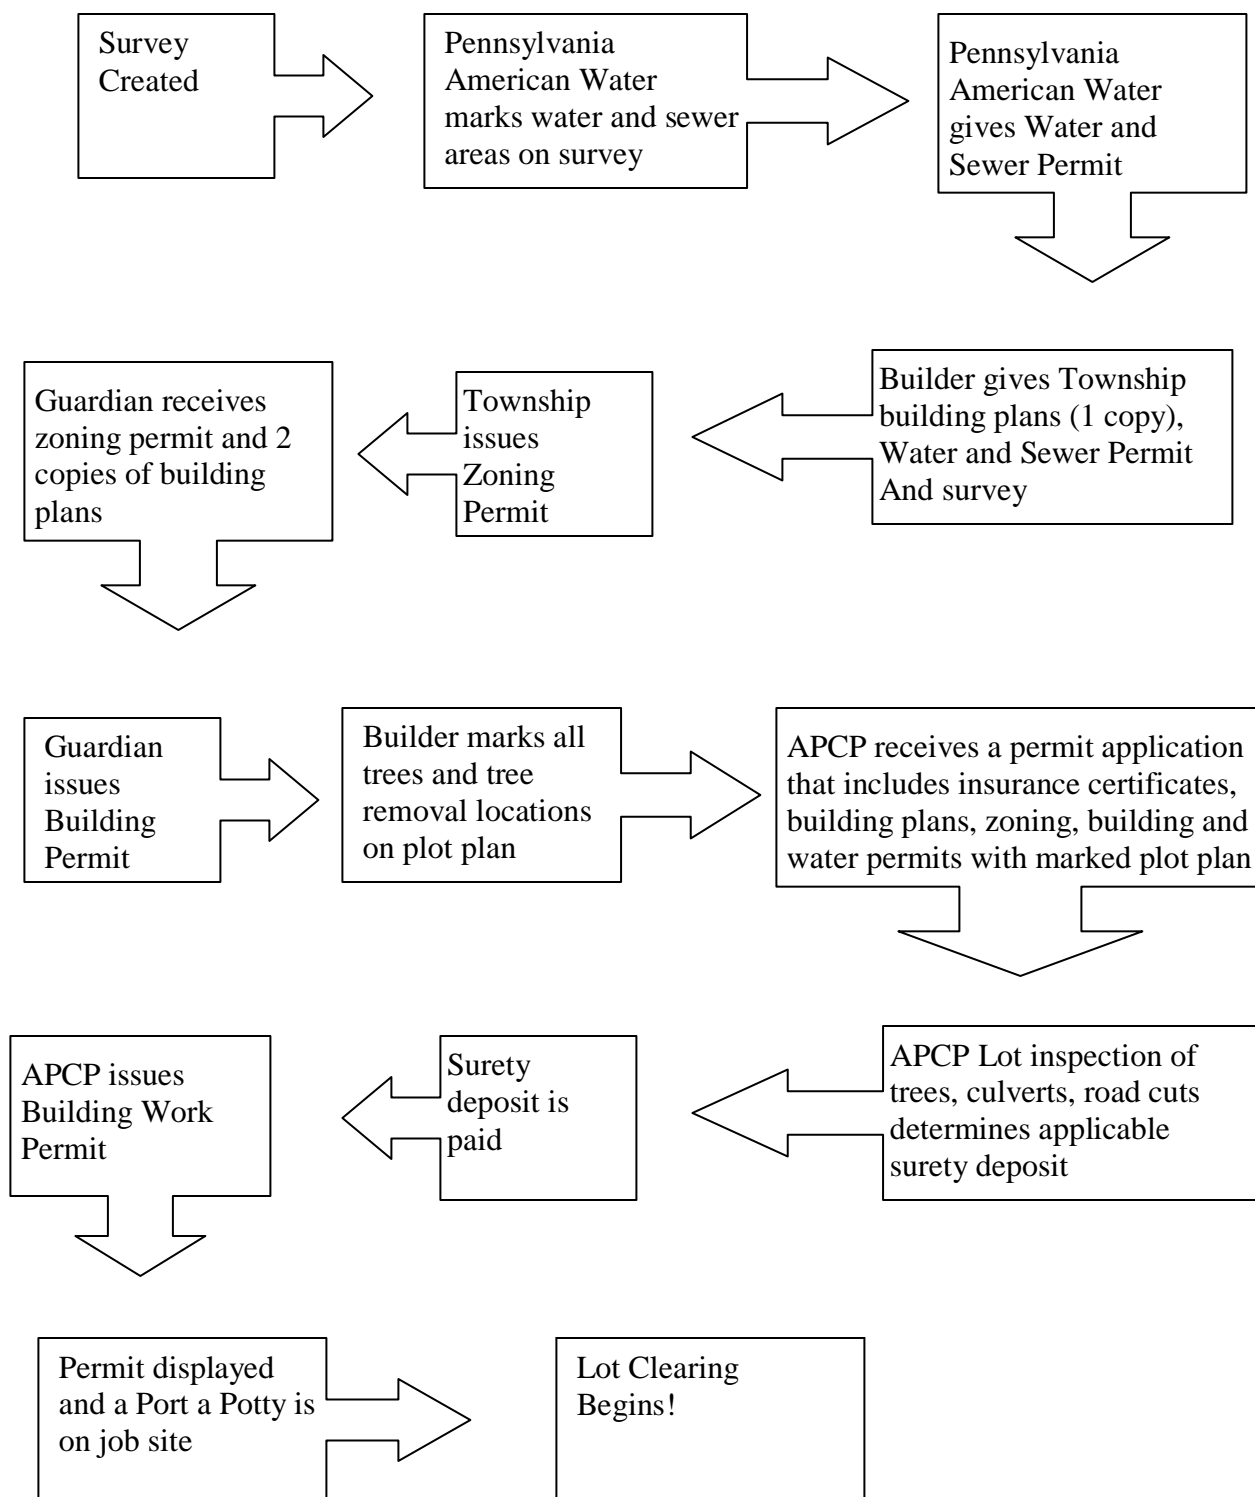 Survey
Created
Pennsylvania
American Water
marks water and sewer
areas on survey
Pennsylvania
American Water
gives Water and
Sewer Permit
Builder gives Township
building plans (1 copy),
Water and Sewer Permit
And survey
Township
issues
Zoning
Permit
Guardian receives
zoning permit and 2
copies of building
plans
Guardian
issues
Building
Permit
Builder marks all
trees and tree
removal locations
on plot plan
APCP receives a permit application
that includes insurance certificates,
building plans, zoning, building and
water permits with marked plot plan
APCP Lot inspection of
trees, culverts, road cuts
determines applicable
surety deposit
Surety
deposit is
paid
APCP issues
Building Work
Permit
Permit displayed
and a Port a Potty is
on job site
Lot Clearing
Begins!